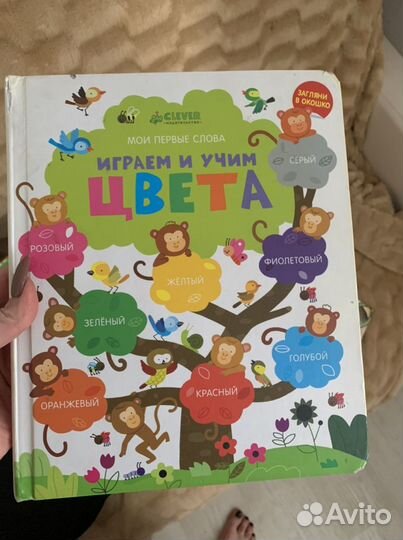 CLEVER
ИЗДАТЕЛЬСТВО
ЗАГЛЯНИ
В ОКОШКО
МОИ ПЕРВЫЕ СЛОВА
ИГРАЕМ И УЧИМ
ЦВЕТА
СЕРЫЙ
РОЗОВЫЙ
ФИОЛЕТОВЫЙ
ЖЁЛТЫЙ
ЗЕЛЁНЫЙ
ГОЛУБОЙ
КРАСНЫЙ
ОРАНЖЕВЫЙ
Avito